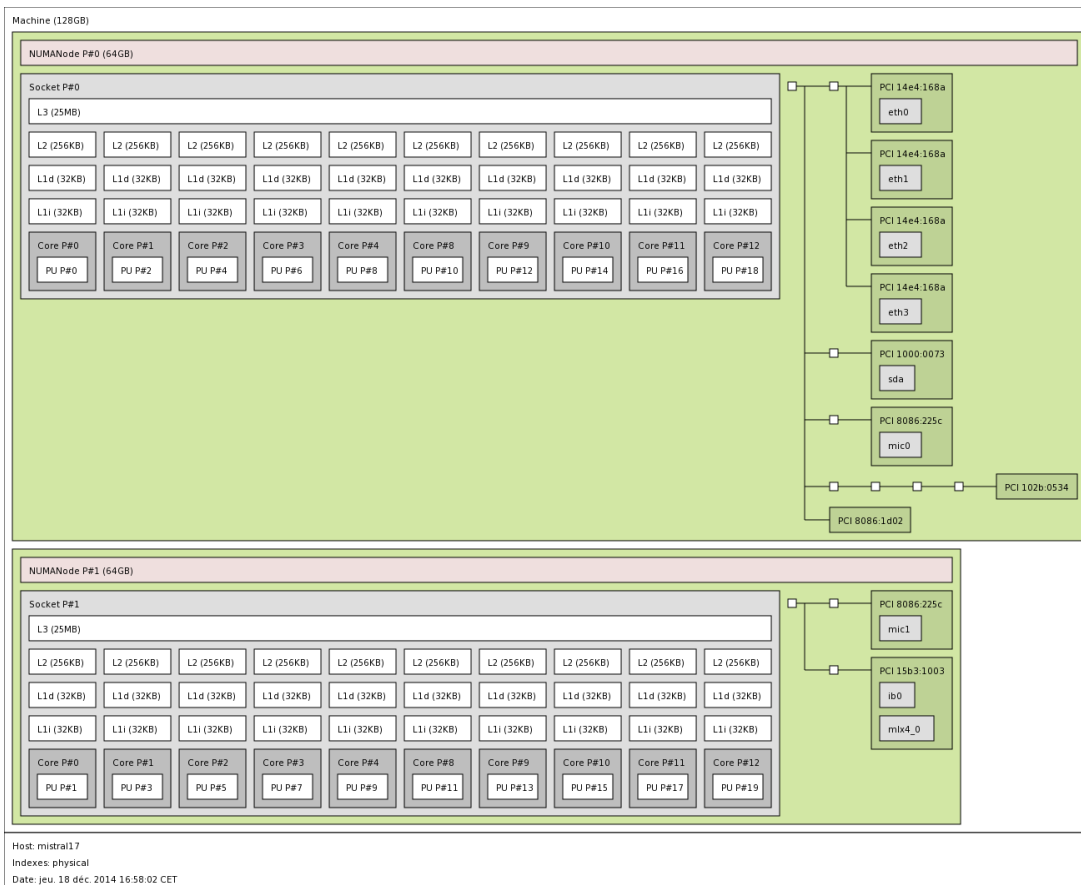 Machine (128GB)
NUMANode P#0 (64GB)
Socket P#0
L3 (25MB)
L2 (256KB) L2 (256KB) L2 (256KB) L2 (256KB) L2 (256KB) L2 (256KB) L2 (256KB) L2 (256KB) L2 (256KB) L2 (256KB)
L1d (32KB) L1d (32KB) L1d (32KB) L1d (32KB) L1d (32KB) L1d (32KB) L1d (32KB) L1d (32KB) L1d (32KB) L1d (32KB)
L1i (32KB) L1i (32KB) L1i (32KB) L1i (32KB) L1i (32KB) L1i (32KB) L1i (32KB) L1i (32KB) L1i (32KB) L1i (32KB)
Core P#0 Core P#1 Core P#2 Core P#3 Core P#4 Core P#8 Core P#9 Core P#10 Core P#11 Core P#12
PU P#0 PU P#2 PU P#4 PU P#6 PU P#8 PU P#10 PU P#12 PU P#14 PU P#16 PU P#18
PCI 14e4:168a
eth0
PCI 14e4:168a
eth1
PCI 14e4:168a
eth2
PCI 14e4:168a
eth3
PCI 1000:0073
sda
PCI 8086:225c
mic0
PCI 102b:0534
PCI 8086:1d02
NUMANode P#1 (64GB)
Socket P#1
L3 (25MB)
L2 (256KB) L2 (256KB) L2 (256KB) L2 (256KB) L2 (256KB) L2 (256KB) L2 (256KB) L2 (256KB) L2 (256KB) L2 (256KB)
L1d (32KB) L1d (32KB) L1d (32KB) L1d (32KB) L1d (32KB) L1d (32KB) L1d (32KB) L1d (32KB) L1d (32KB) L1d (32KB)
L1i (32KB) L1i (32KB) L1i (32KB) L1i (32KB) L1i (32KB) L1i (32KB) L1i (32KB) L1i (32KB) L1i (32KB) L1i (32KB)
Core P#0 Core P#1 Core P#2 Core P#3 Core P#4 Core P#8 Core P#9 Core P#10 Core P#11 Core P#12
PU P#1 PU P#3 PU P#5 PU P#7 PU P#9 PU P#11 PU P#13 PU P#15 PU P#17 PU P#19
PCI 8086:225c
mic1
PCI 15b3:1003
ib0
mlx4_0
Host: mistral17
Indexes: physical
Date: jeu. 18 déc. 2014 16:58:02 CET